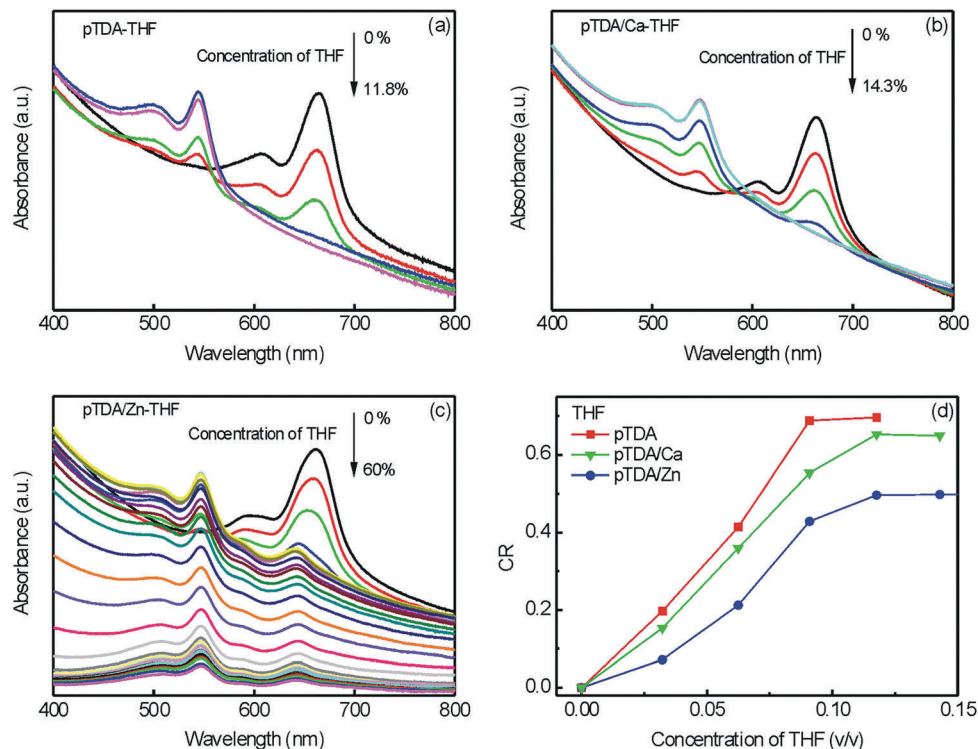 pTDA-THF
(a)
0 %
Concentration of THF
11.8%
Absorbance (a.u.)
400 500 600 700 800
Wavelength (nm)
pTDA/Ca-THF
(b)
0 %
Concentration of THF
14.3%
Absorbance (a.u.)
400 500 600 700 800
Wavelength (nm)
pTDA/Zn-THF
(c)
0 %
Concentration of THF
60%
Absorbance (a.u.)
400 500 600 700 800
Wavelength (nm)
THF
(d)
pTDA
pTDA/Ca
pTDA/Zn
0.6
0.4
0.2
0.0
CR
0.00 0.05 0.10 0.15
Concentration of THF (v/v)